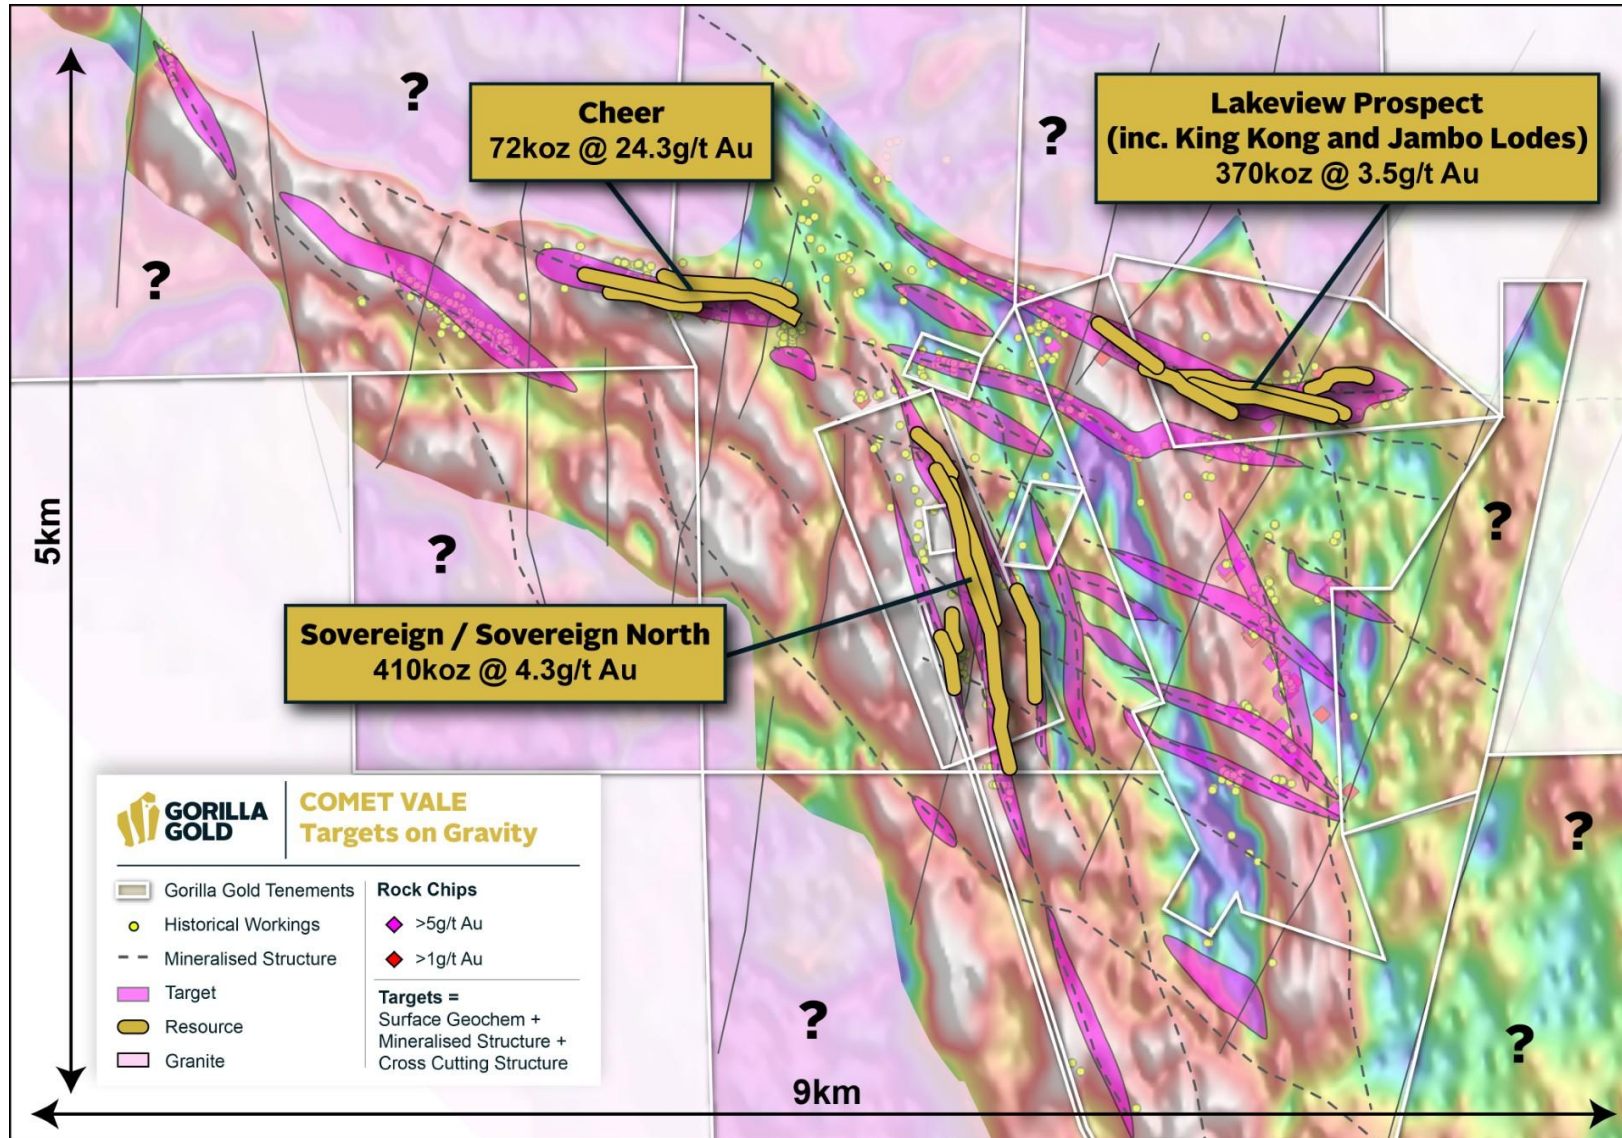 ?
Cheer
72koz @ 24.3g/t Au
?
Lakeview Prospect
(inc. King Kong and Jambo Lodes)
370koz @ 3.5g/t Au
?
5km
?
?
Sovereign / Sovereign North
410koz @ 4.3g/t Au
GORILLA
GOLD
COMET VALE
Targets on Gravity
Gorilla Gold Tenements
Historical Workings
Mineralised Structure
Target
Resource
Granite
Rock Chips
>5g/t Au
>1g/t Au
Targets =
Surface Geochem +
Mineralised Structure +
Cross Cutting Structure
?
?
?
9km